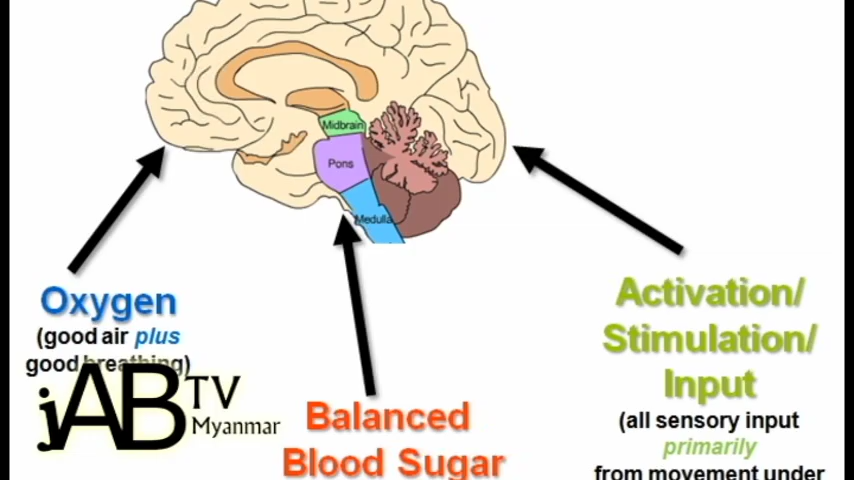 Midbrain
Pons
Medulla
Oxygen
(good air plus
good breathing)
jAB TV
Myanmar
Balanced
Blood Sugar
Activation/
Stimulation/
Input
(all sensory input
primarily
from movement under